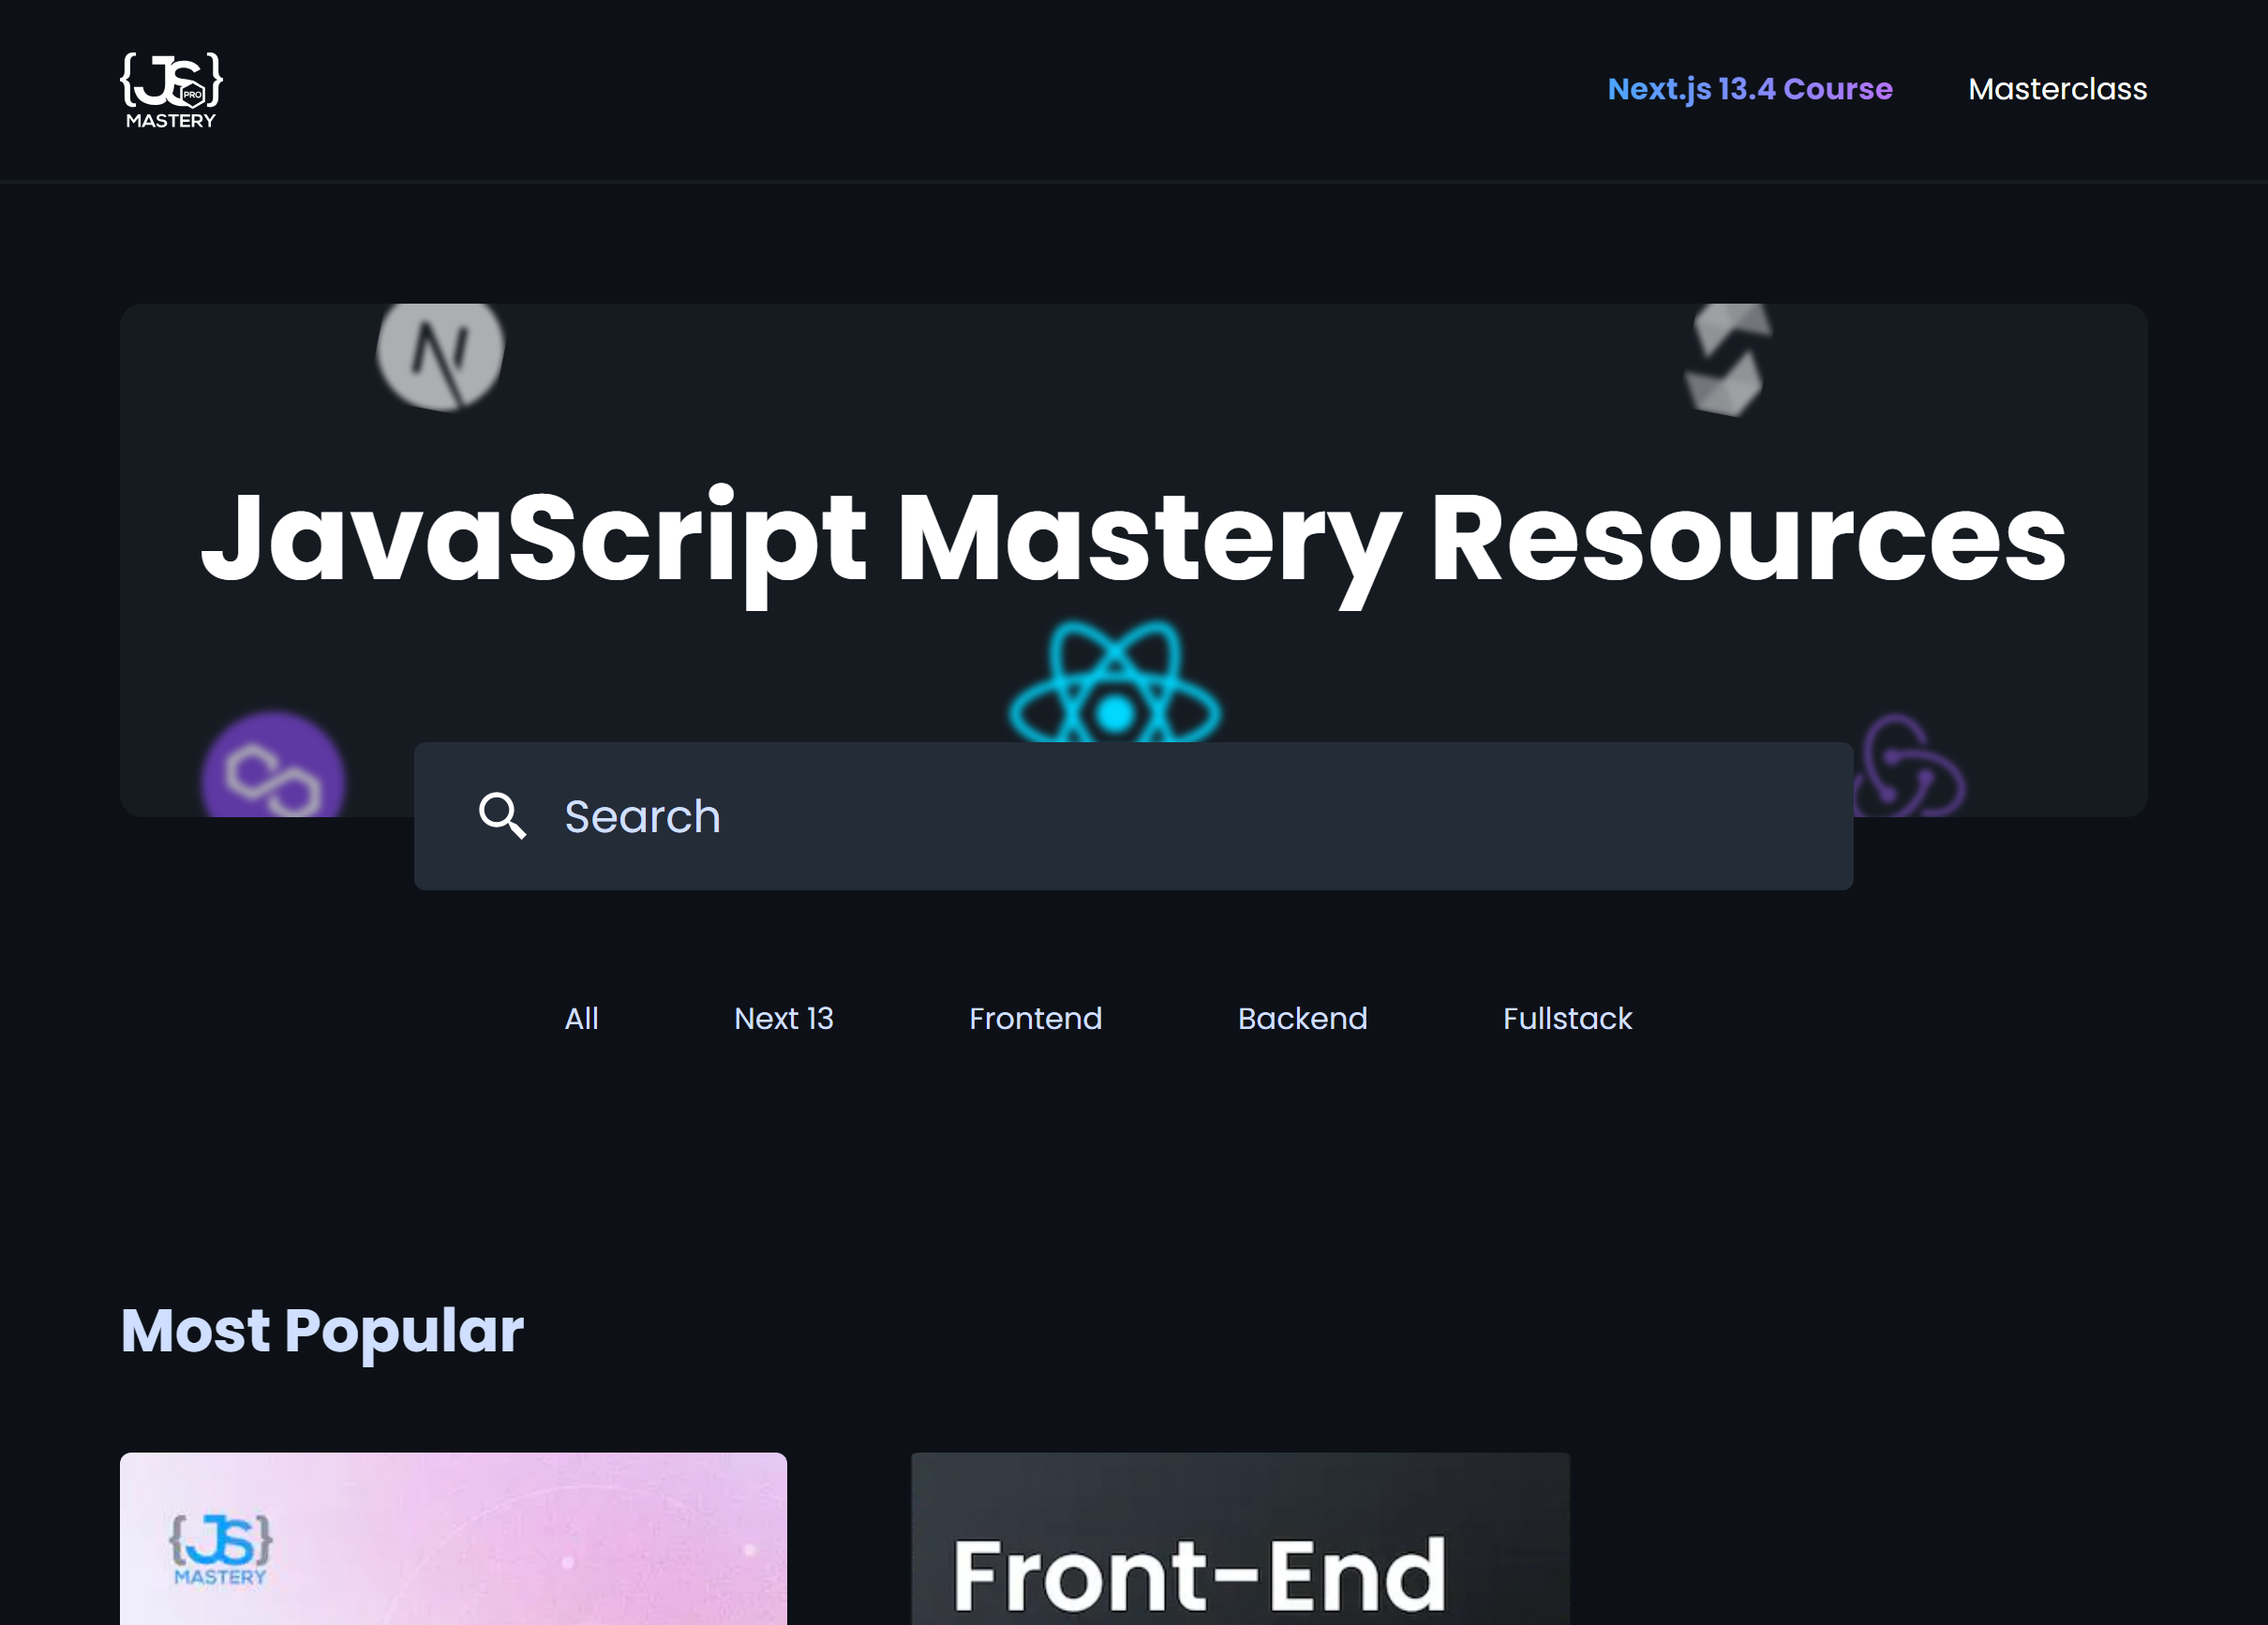 {JS}
PRO
MASTERY
Next.js 13.4 Course
Masterclass
JavaScript Mastery Resources
Search
All
Next 13
Frontend
Backend
Fullstack
Most Popular
{JS}
MASTERY
Front-End